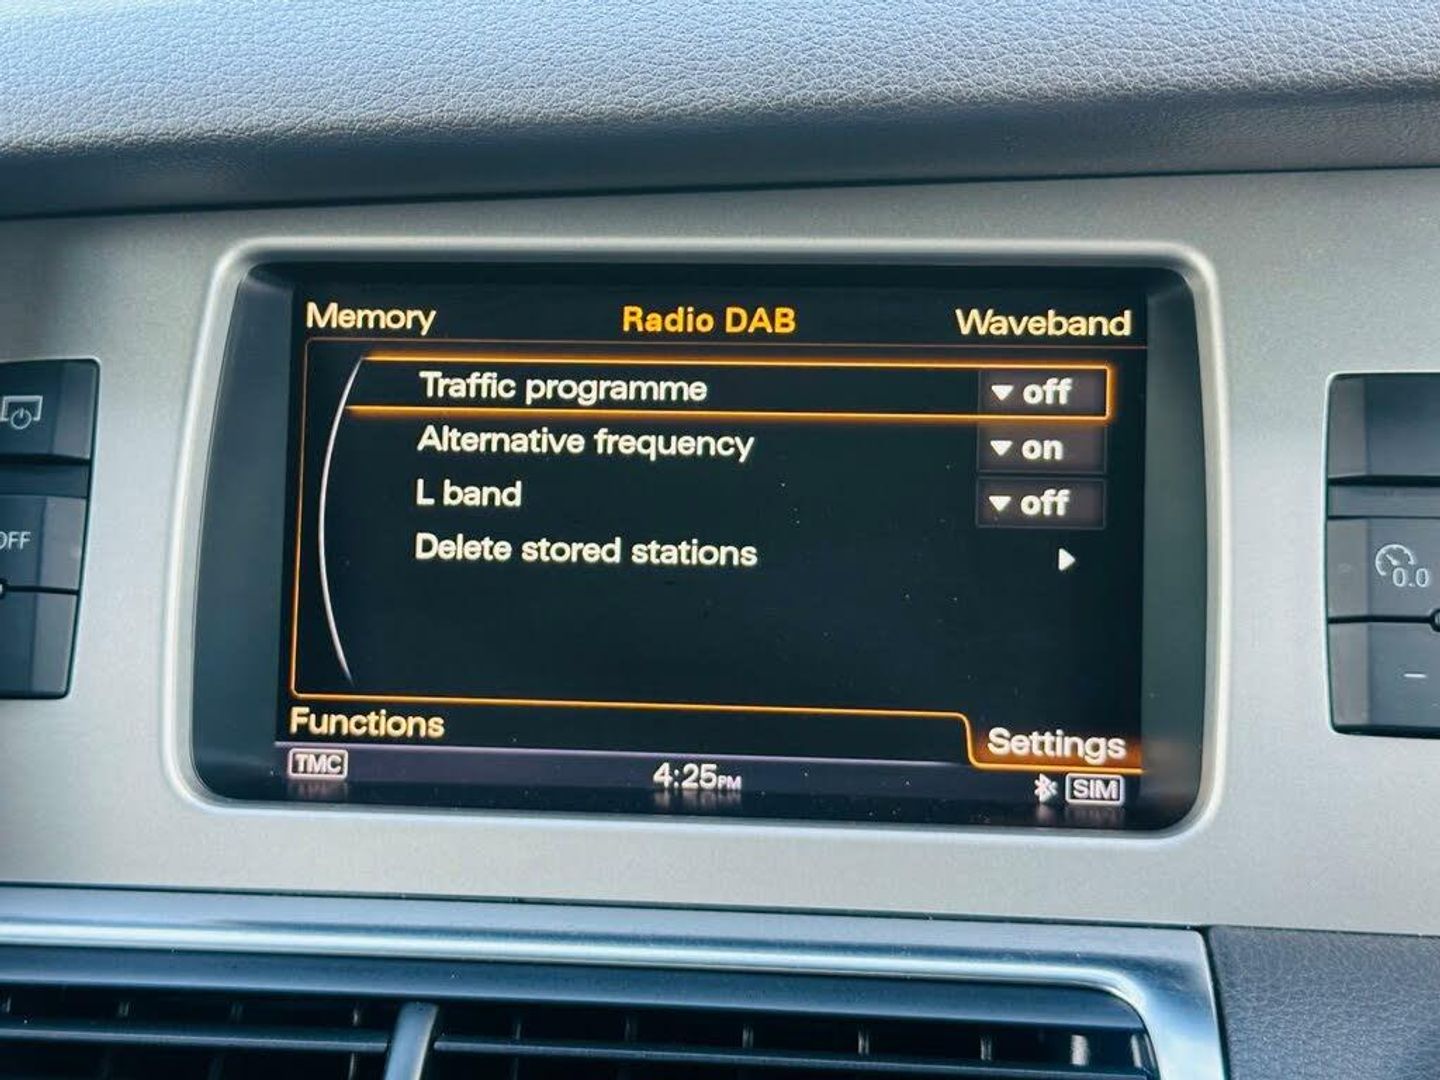 Memory Radio DAB Waveband
Traffic programme off
Alternative frequency on
L band off
Delete stored stations
Functions Settings
TMC 4:25PM SIM
OFF
0.0